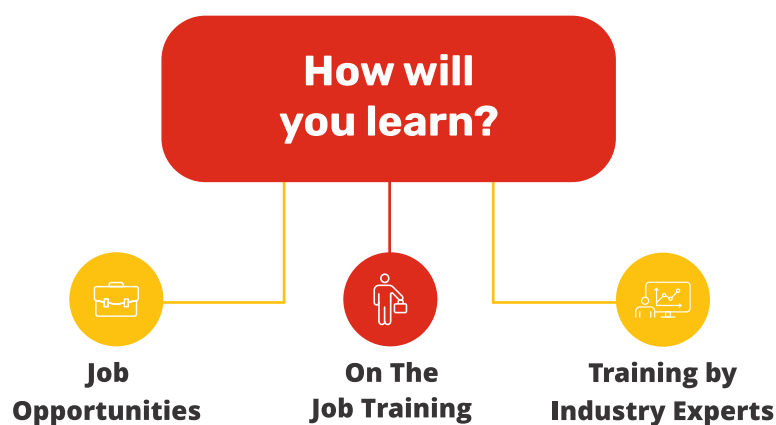 How will
you learn?
Job
Opportunities
On The
Job Training
Training by
Industry Experts